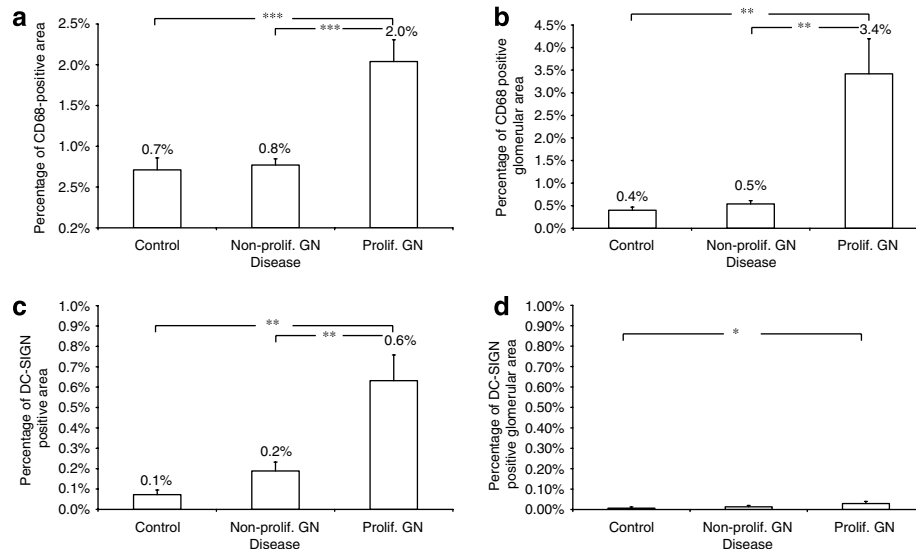 a
***
***
2.0%
0.7%
0.8%
2.5%
2.0%
1.5%
1.0%
2.5%
0.2%
Percentage of CD68-positive area
Control
Non-prolif. GN
Prolif. GN
Disease
b
**
**
3.4%
0.4%
0.5%
4.5%
3.5%
3.5%
2.5%
2.5%
1.5%
1.5%
0.5%
0.5%
0.0%
Percentage of CD68 positive
glomerular area
Control
Non-prolif. GN
Prolif. GN
Disease
c
**
**
0.6%
0.2%
0.1%
1.0%
0.9%
0.8%
0.7%
0.6%
0.5%
0.4%
0.3%
0.2%
0.1%
0.0%
Percentage of DC-SIGN
positive area
Control
Non-prolif. GN
Prolif. GN
Disease
d
*
1.00%
0.90%
0.80%
0.70%
0.60%
0.50%
0.40%
0.30%
0.20%
0.10%
0.00%
Percentage of DC-SIGN
positive glomerular area
Control
Non-prolif. GN
Prolif. GN
Disease